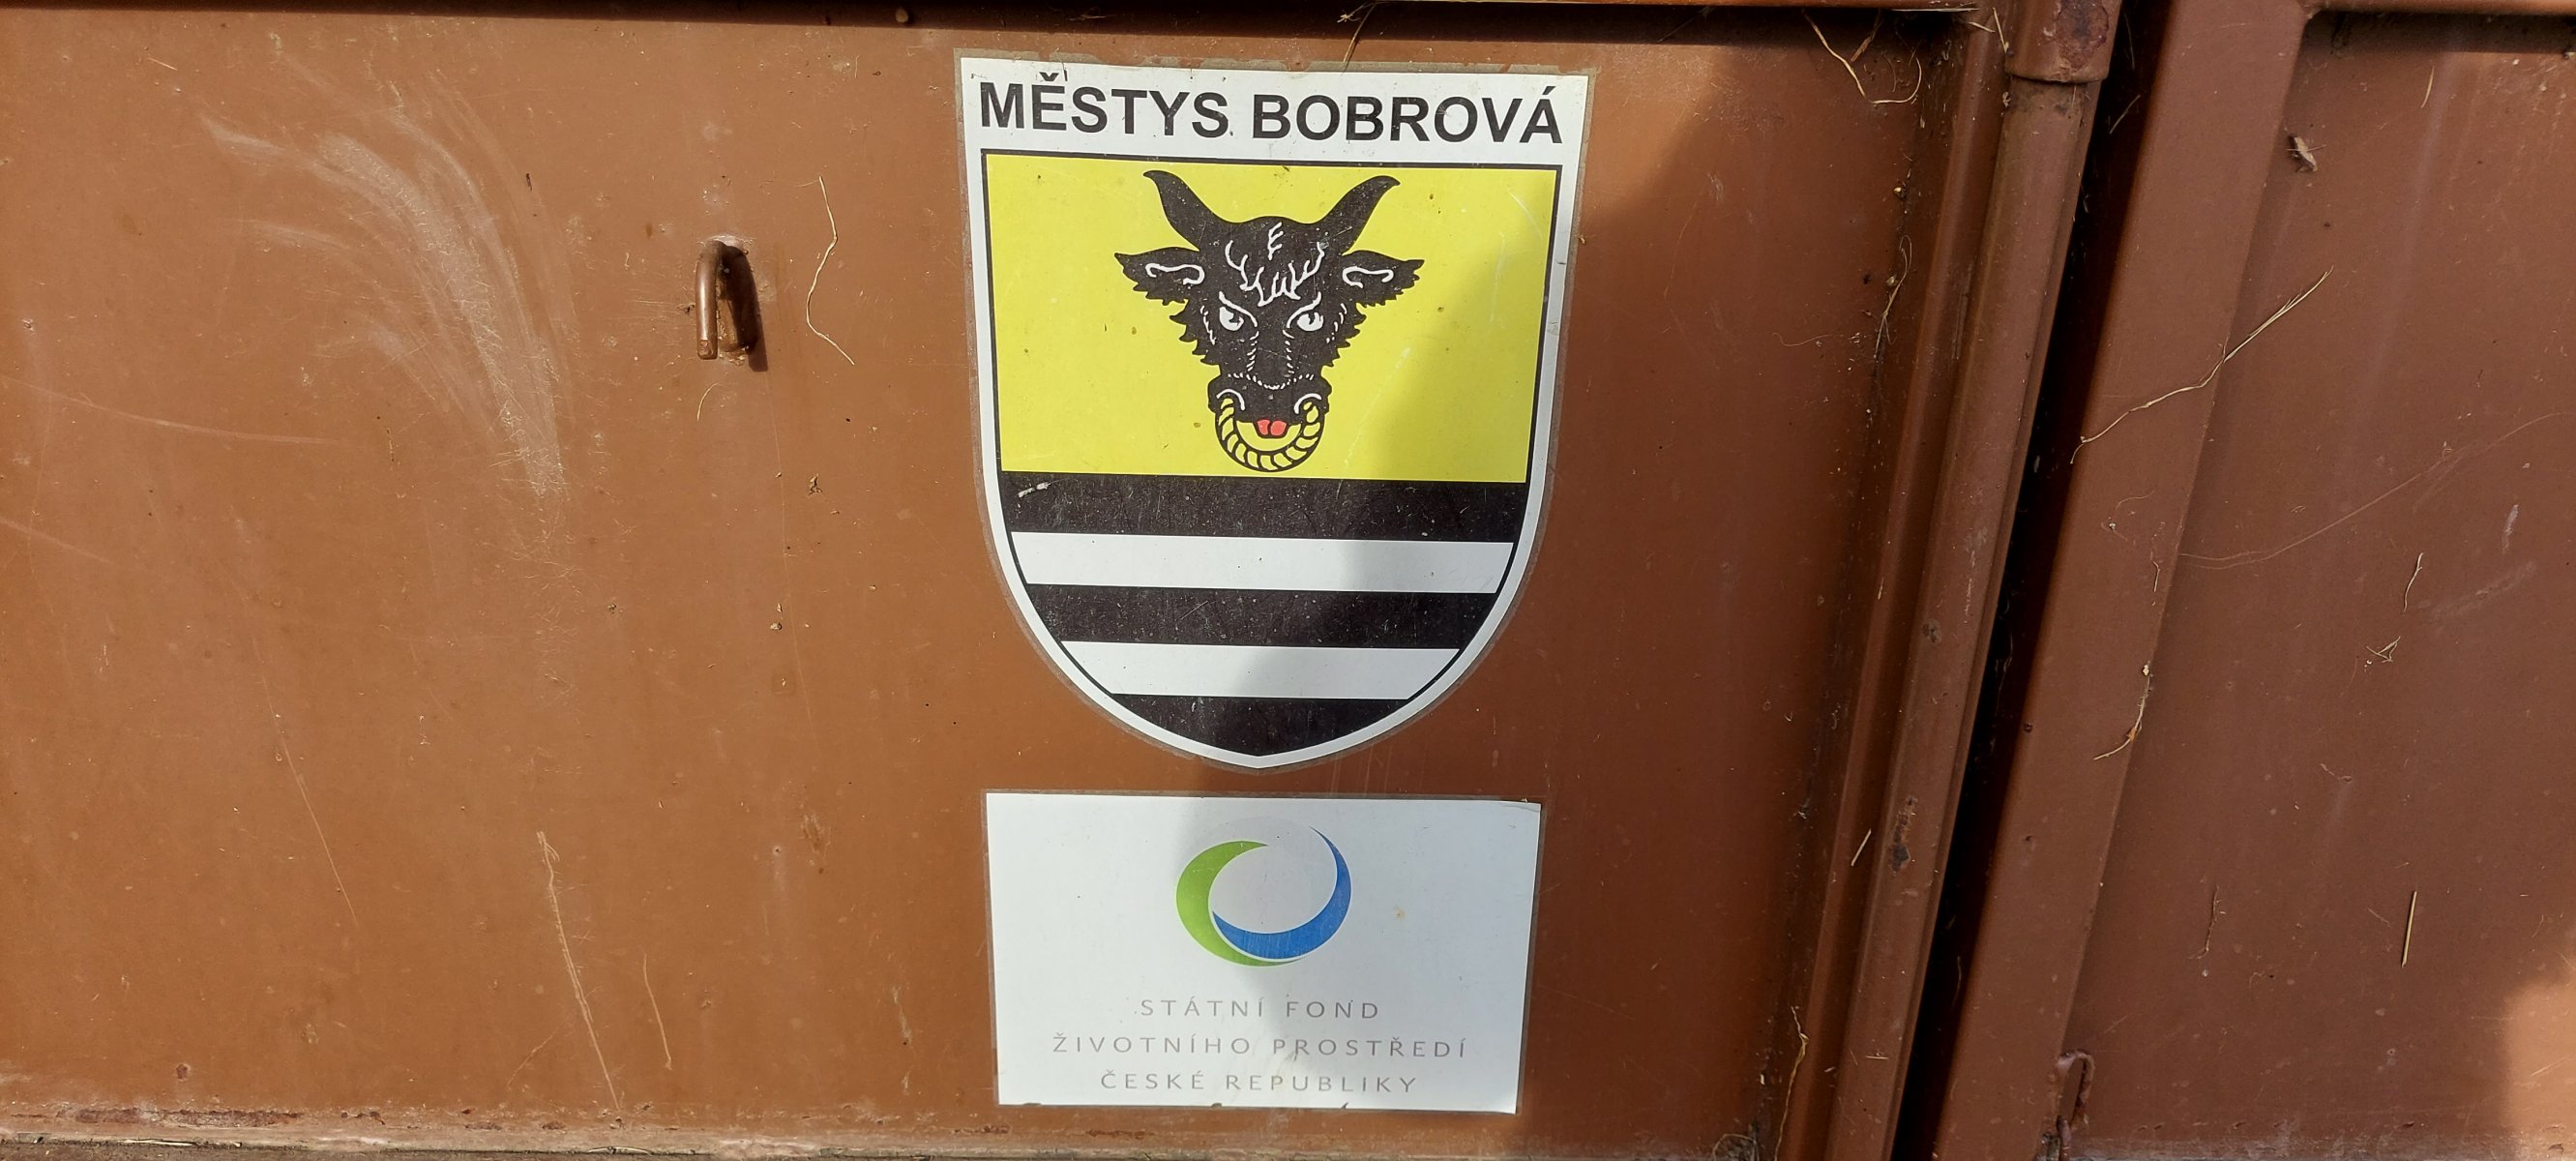 MĚSTYS BOBROVÁ
STÁTNÍ FOND
ŽIVOTNÍHO PROSTŘEDÍ
ČESKÉ REPUBLIKY